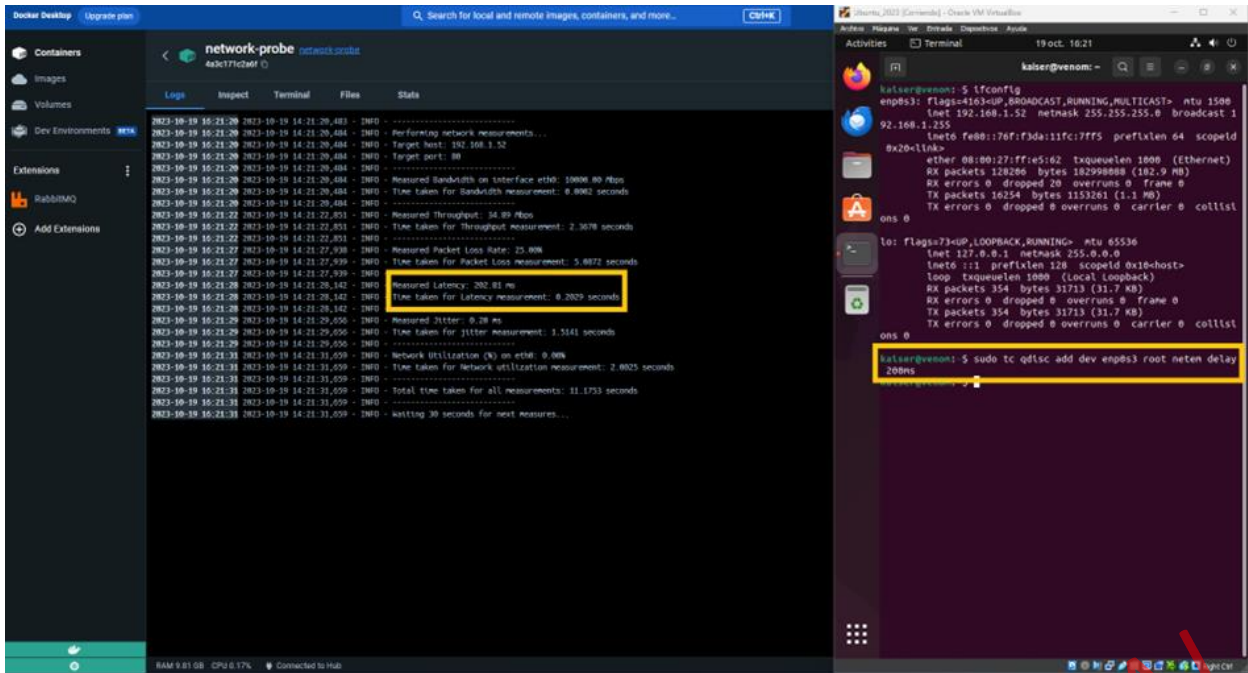 Docker Desktop Upgrade plan
Search for local and remote images, containers, and more... Ctrl+K
Containers
Images
Volumes
Dev Environments BETA
Extensions
RabbitMQ
Add Extensions
network-probe network-probe
4a3c171c2a6f
Logs Inspect Terminal Files Stats
2023-10-19 16:21:20 2023-10-19 14:21:20,483 - INFO - ----------------------------
2023-10-19 16:21:20 2023-10-19 14:21:20,484 - INFO - Performing network measurements...
2023-10-19 16:21:20 2023-10-19 14:21:20,484 - INFO - Target host: 192.168.1.52
2023-10-19 16:21:20 2023-10-19 14:21:20,484 - INFO - Target port: 80
2023-10-19 16:21:20 2023-10-19 14:21:20,484 - INFO - ----------------------------
2023-10-19 16:21:20 2023-10-19 14:21:20,484 - INFO - Measured Bandwidth on interface eth0: 10000.00 Mbps
2023-10-19 16:21:20 2023-10-19 14:21:20,484 - INFO - Time taken for Bandwidth measurement: 0.0002 seconds
2023-10-19 16:21:20 2023-10-19 14:21:20,484 - INFO - ----------------------------
2023-10-19 16:21:22 2023-10-19 14:21:22,851 - INFO - Measured Throughput: 34.09 Mbps
2023-10-19 16:21:22 2023-10-19 14:21:22,851 - INFO - Time taken for Throughput measurement: 2.3670 seconds
2023-10-19 16:21:22 2023-10-19 14:21:22,851 - INFO - ----------------------------
2023-10-19 16:21:27 2023-10-19 14:21:27,938 - INFO - Measured Packet Loss Rate: 25.00%
2023-10-19 16:21:27 2023-10-19 14:21:27,939 - INFO - Time taken for Packet Loss measurement: 5.0872 seconds
2023-10-19 16:21:27 2023-10-19 14:21:27,939 - INFO
2023-10-19 16:21:28 2023-10-19 14:21:28,142 - INFO - Measured Latency: 202.81 ms
2023-10-19 16:21:28 2023-10-19 14:21:28,142 - INFO - Time taken for Latency measurement: 0.2029 seconds
2023-10-19 16:21:28 2023-10-19 14:21:28,142 - INFO
2023-10-19 16:21:29 2023-10-19 14:21:29,656 - INFO - Measured Jitter: 0.28 ms
2023-10-19 16:21:29 2023-10-19 14:21:29,656 - INFO - Time taken for jitter measurement: 1.5141 seconds
2023-10-19 16:21:29 2023-10-19 14:21:29,656 - INFO - ----------------------------
2023-10-19 16:21:31 2023-10-19 14:21:31,659 - INFO - Network Utilization (%) on eth0: 0.00%
2023-10-19 16:21:31 2023-10-19 14:21:31,659 - INFO - Time taken for Network utilization measurement: 2.0025 seconds
2023-10-19 16:21:31 2023-10-19 14:21:31,659 - INFO - ----------------------------
2023-10-19 16:21:31 2023-10-19 14:21:31,659 - INFO - Total time taken for all measurements: 11.1753 seconds
2023-10-19 16:21:31 2023-10-19 14:21:31,659 - INFO - ----------------------------
2023-10-19 16:21:31 2023-10-19 14:21:31,659 - INFO - Waiting 30 seconds for next measures...
RAM 9.81 GB CPU 0.17% Connected to Hub
Ubuntu_2023 [Corriendo] - Oracle VM VirtualBox
Archivo Máquina Ver Entrada Dispositivos Ayuda
Activities Terminal 19 oct. 16:21
kaiser@venom: ~
kaiser@venom:~$ ifconfig
enp0s3: flags=4163<UP,BROADCAST,RUNNING,MULTICAST> mtu 1500
inet 192.168.1.52 netmask 255.255.255.0 broadcast 1
92.168.1.255
inet6 fe80::76f:f3da:11fc:7ff5 prefixlen 64 scopeid
0x20<link>
ether 08:00:27:ff:e5:62 txqueuelen 1000 (Ethernet)
RX packets 128206 bytes 182998088 (182.9 MB)
RX errors 0 dropped 20 overruns 0 frame 0
TX packets 16254 bytes 1153261 (1.1 MB)
TX errors 0 dropped 0 overruns 0 carrier 0 collisi
ons 0
lo: flags=73<UP,LOOPBACK,RUNNING> mtu 65536
inet 127.0.0.1 netmask 255.0.0.0
inet6 ::1 prefixlen 128 scopeid 0x10<host>
loop txqueuelen 1000 (Local Loopback)
RX packets 354 bytes 31713 (31.7 KB)
RX errors 0 dropped 0 overruns 0 frame 0
TX packets 354 bytes 31713 (31.7 KB)
TX errors 0 dropped 0 overruns 0 carrier 0 collisi
ons 0
kaiser@venom:~$ sudo tc qdisc add dev enp0s3 root netem delay
200ms
Right Ctrl